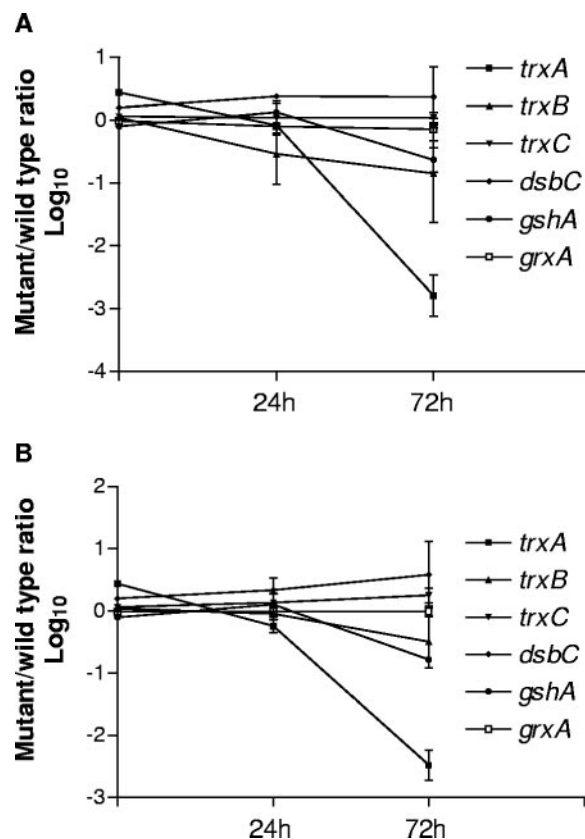 A
Mutant/wild type ratio
Log10
1
0
-1
-2
-3
-4
24h
72h
trxA
trxB
trxC
dsbC
gshA
grxA
B
Mutant/wild type ratio
Log10
2
1
0
-1
-2
-3
24h
72h
trxA
trxB
trxC
dsbC
gshA
grxA